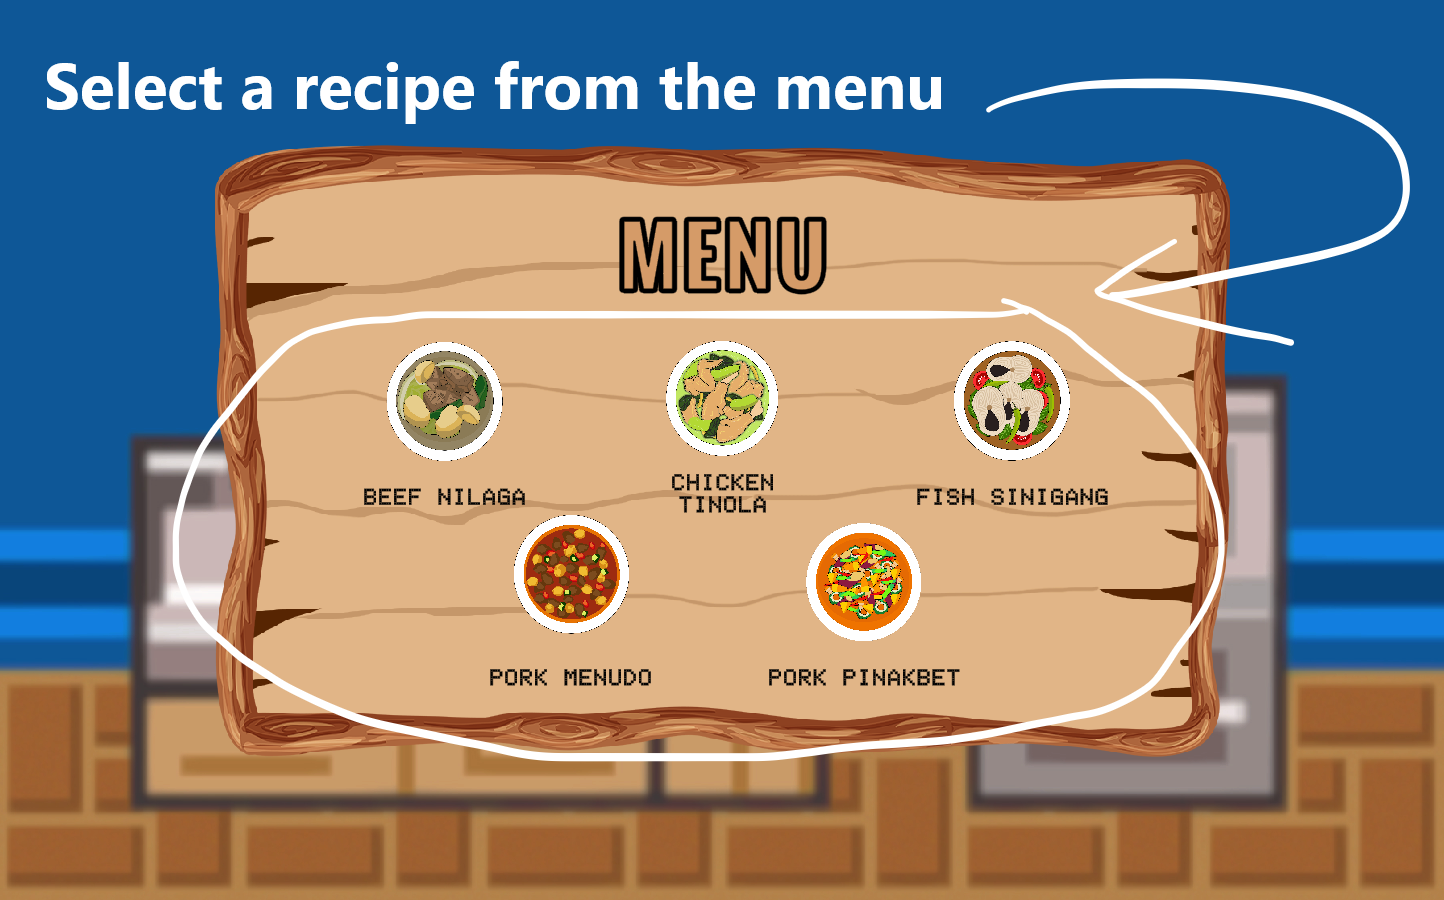 Select a recipe from the menu
MENU
BEEF NILAGA
CHICKEN
TINOLA
FISH SINIGANG
PORK MENUDO
PORK PINAKBET